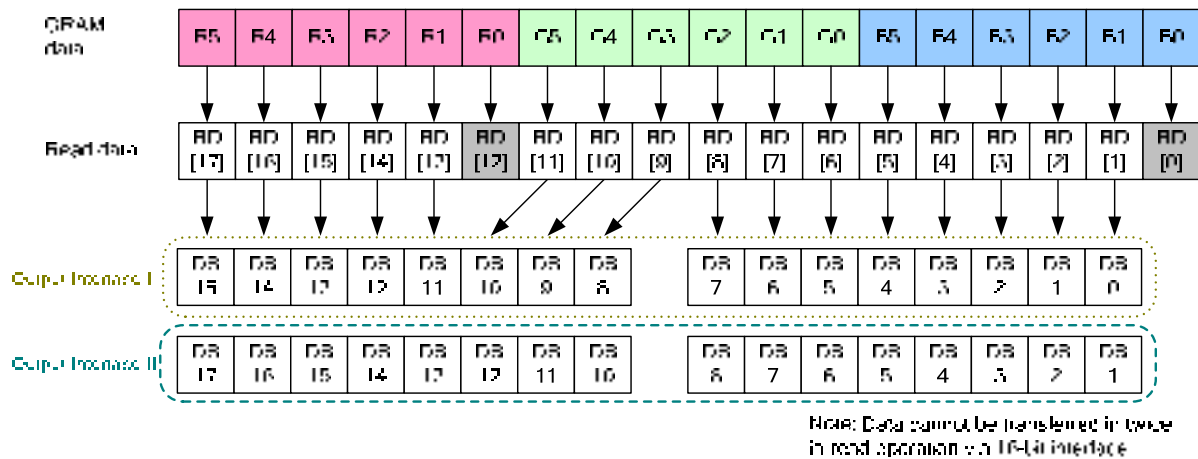 GRAM data
R5 R4 R3 R2 R1 R0 G5 G4 G3 G2 G1 G0 B5 B4 B3 B2 B1 B0
Read data
RD [17] RD [16] RD [15] RD [14] RD [13] RD [12] RD [11] RD [10] RD [9] RD [8] RD [7] RD [6] RD [5] RD [4] RD [3] RD [2] RD [1] RD [0]
Output Interface I
DB 15 DB 14 DB 13 DB 12 DB 11 DB 10 DB 9 DB 8 DB 7 DB 6 DB 5 DB 4 DB 3 DB 2 DB 1 DB 0
Output Interface II
DB 17 DB 16 DB 15 DB 14 DB 13 DB 12 DB 11 DB 10 DB 8 DB 7 DB 6 DB 5 DB 4 DB 3 DB 2 DB 1
Note: Data cannot be transferred in twice
in read operation via 16-bit interface